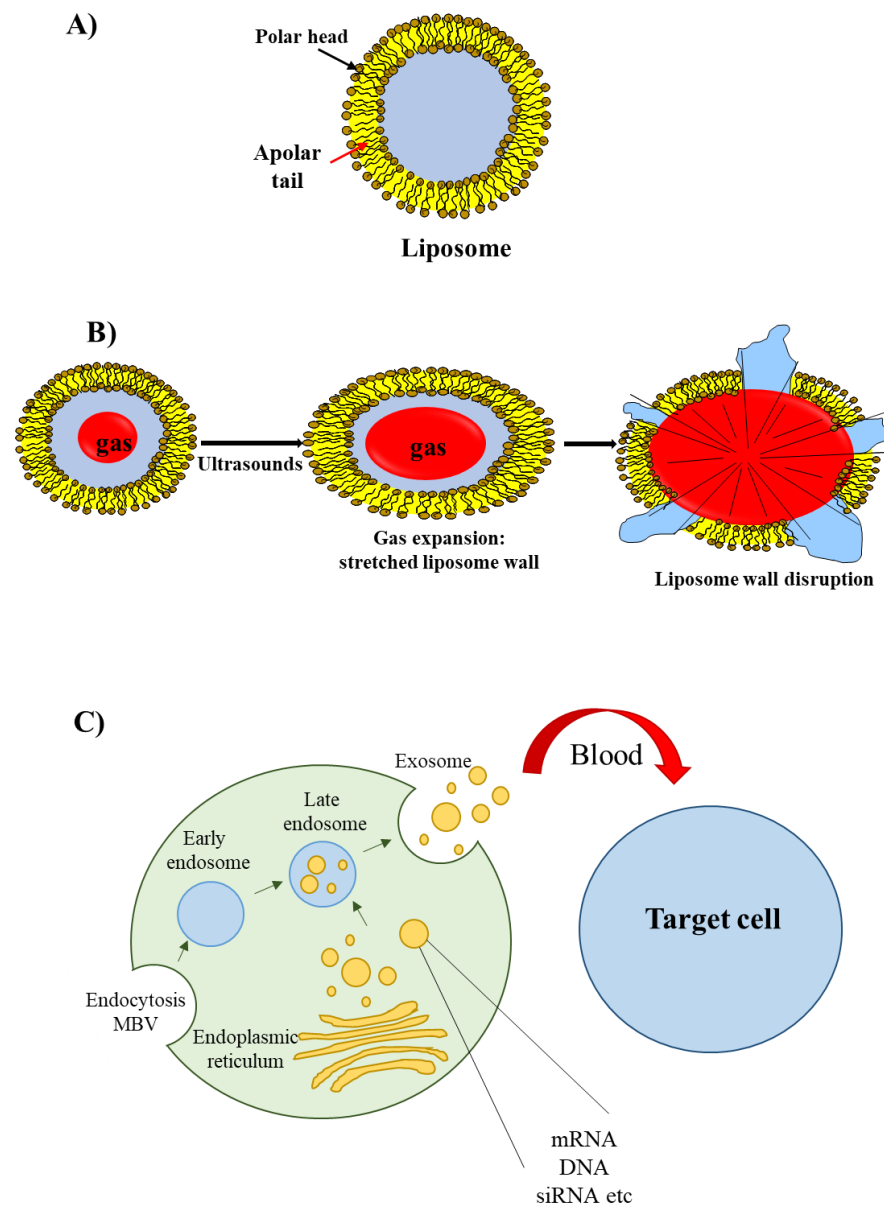 A)
Polar head
Apolar
tail
Liposome
B)
gas
Ultrasounds
gas
Gas expansion:
stretched liposome wall
Liposome wall disruption
C)
Exosome
Blood
Late
endosome
Early
endosome
Target cell
Endocytosis
MBV
Endoplasmic
reticulum
mRNA
DNA
siRNA etc